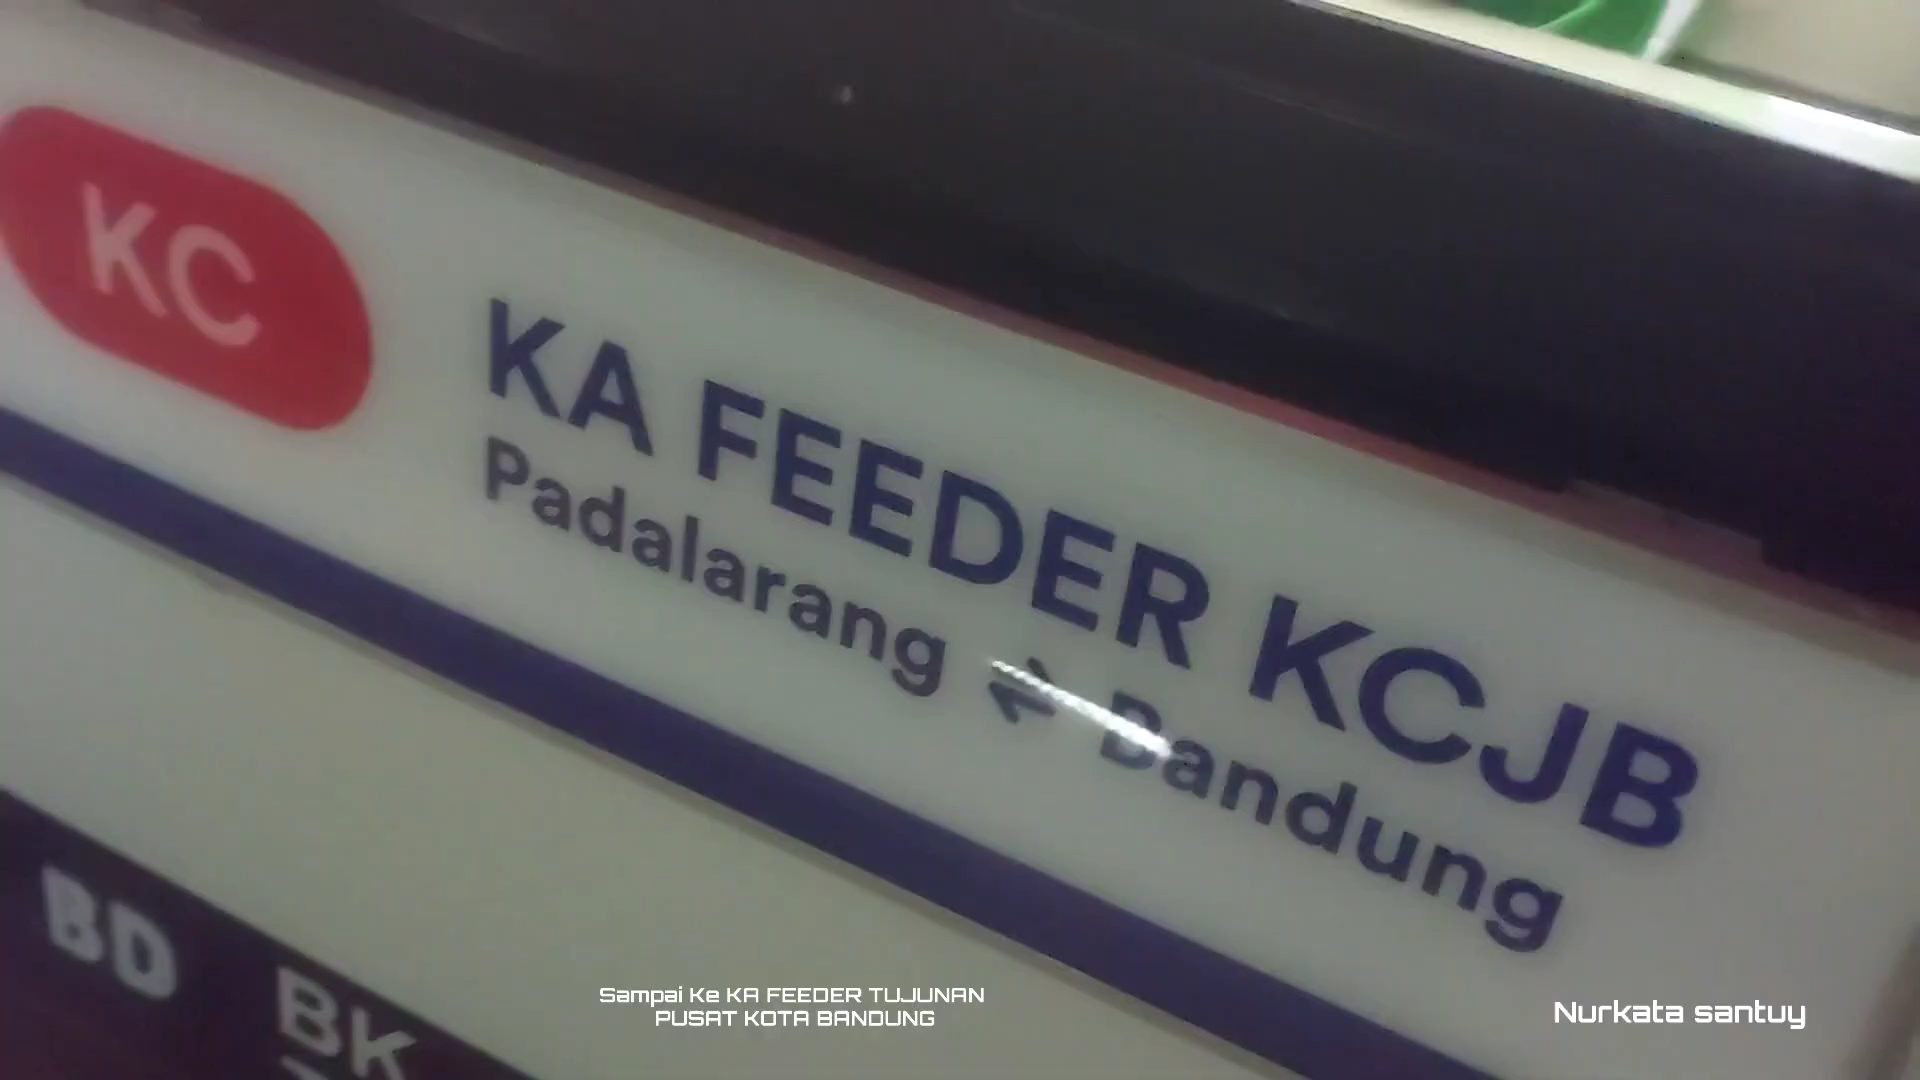 KC
KA FEEDER KCJB
Padalarang ⇌ Bandung
BD
BK
Sampai Ke KA FEEDER TUJUNAN
PUSAT KOTA BANDUNG
Nurkata santuy